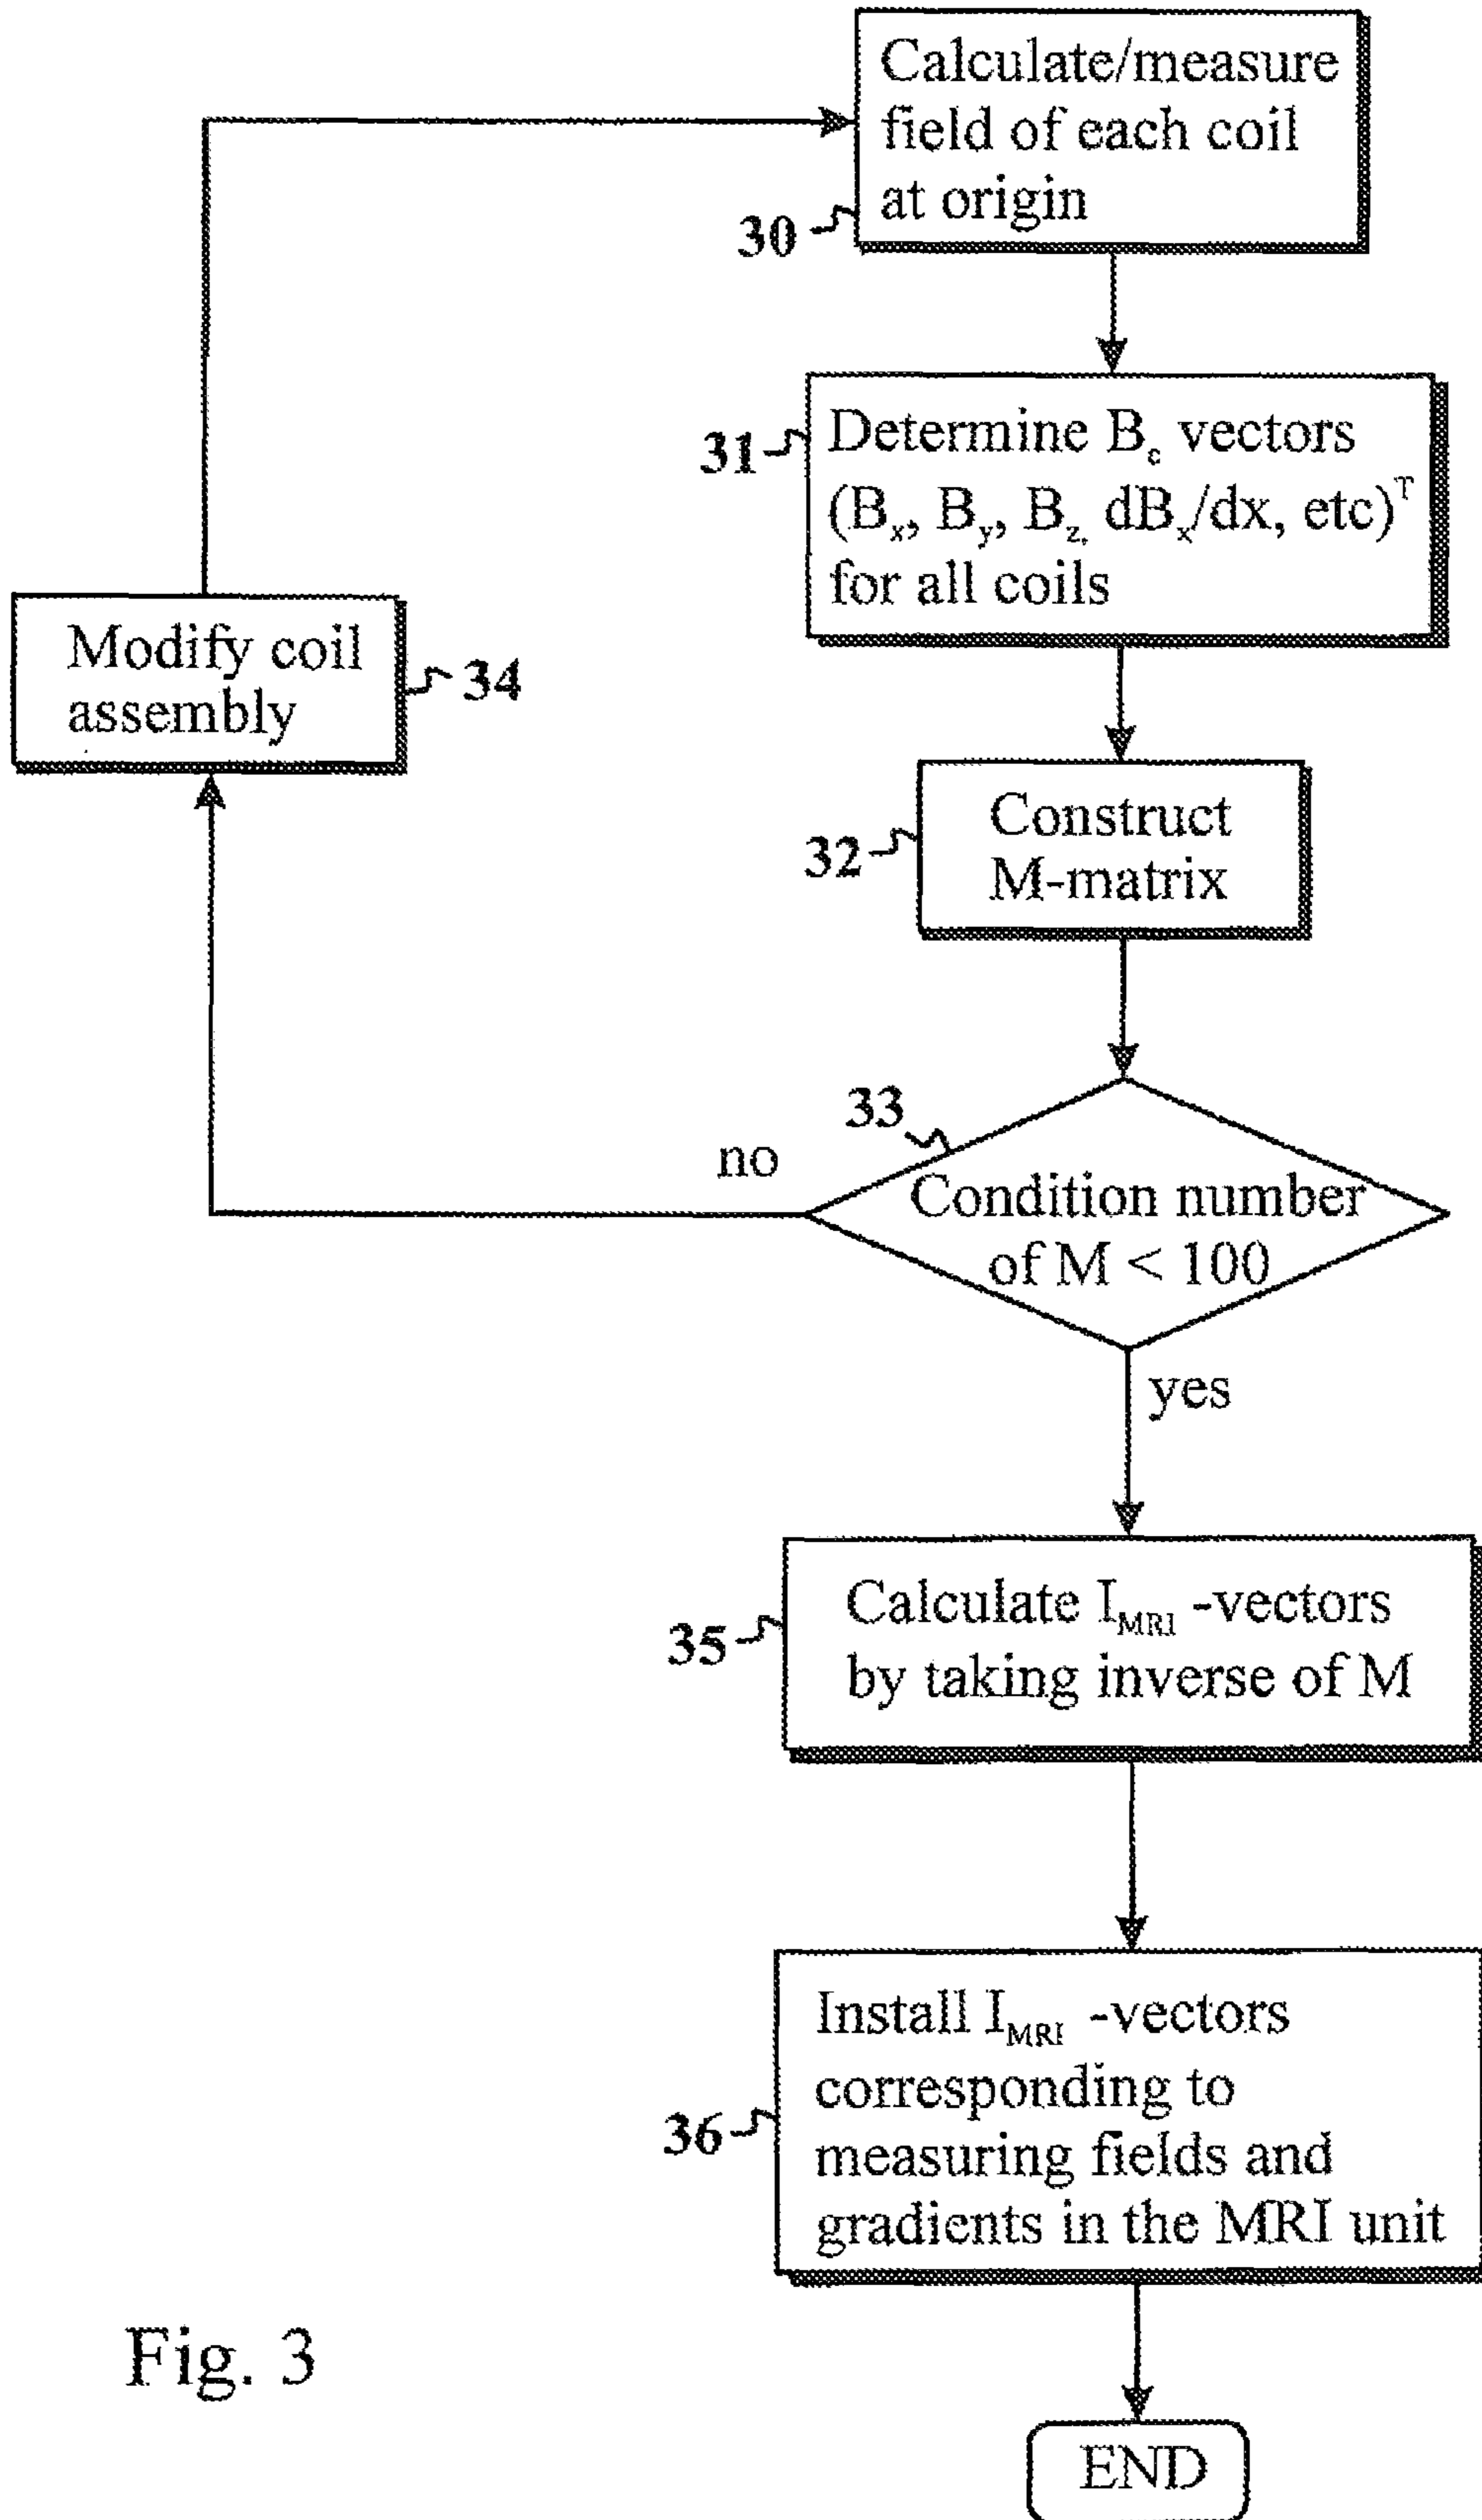 Calculate/measure
field of each coil
at origin
30
31
Determine B_c vectors
(B_x, B_y, B_z, dB_x/dx, etc)^T
for all coils
Modify coil
assembly
34
32
Construct
M-matrix
33
no
Condition number
of M < 100
yes
35
Calculate I_MRI -vectors
by taking inverse of M
36
Install I_MRI -vectors
corresponding to
measuring fields and
gradients in the MRI unit
Fig. 3
END